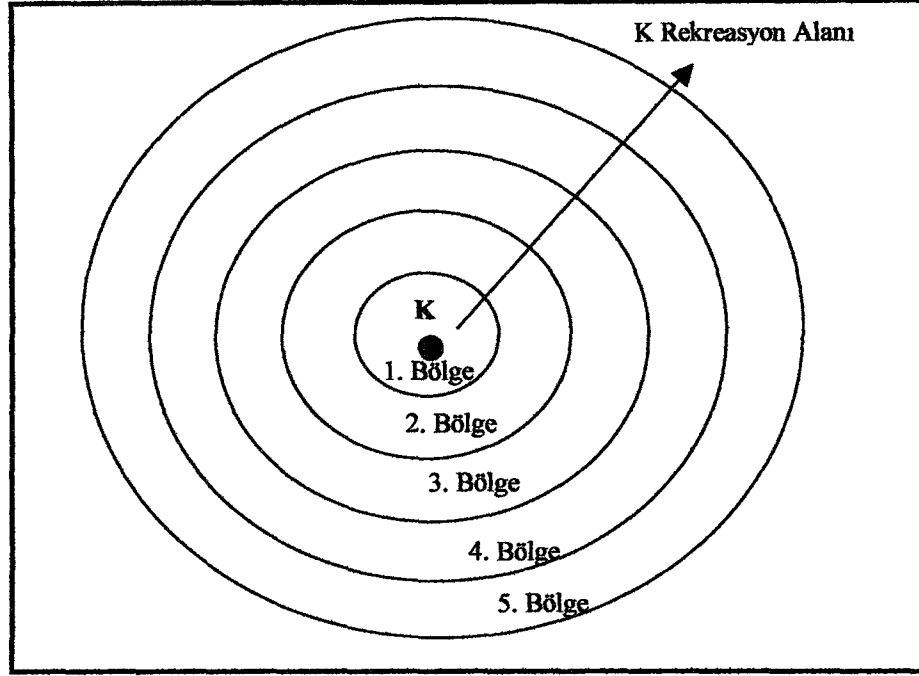 K Rekreasyon Alanı
K
1. Bölge
2. Bölge
3. Bölge
4. Bölge
5. Bölge